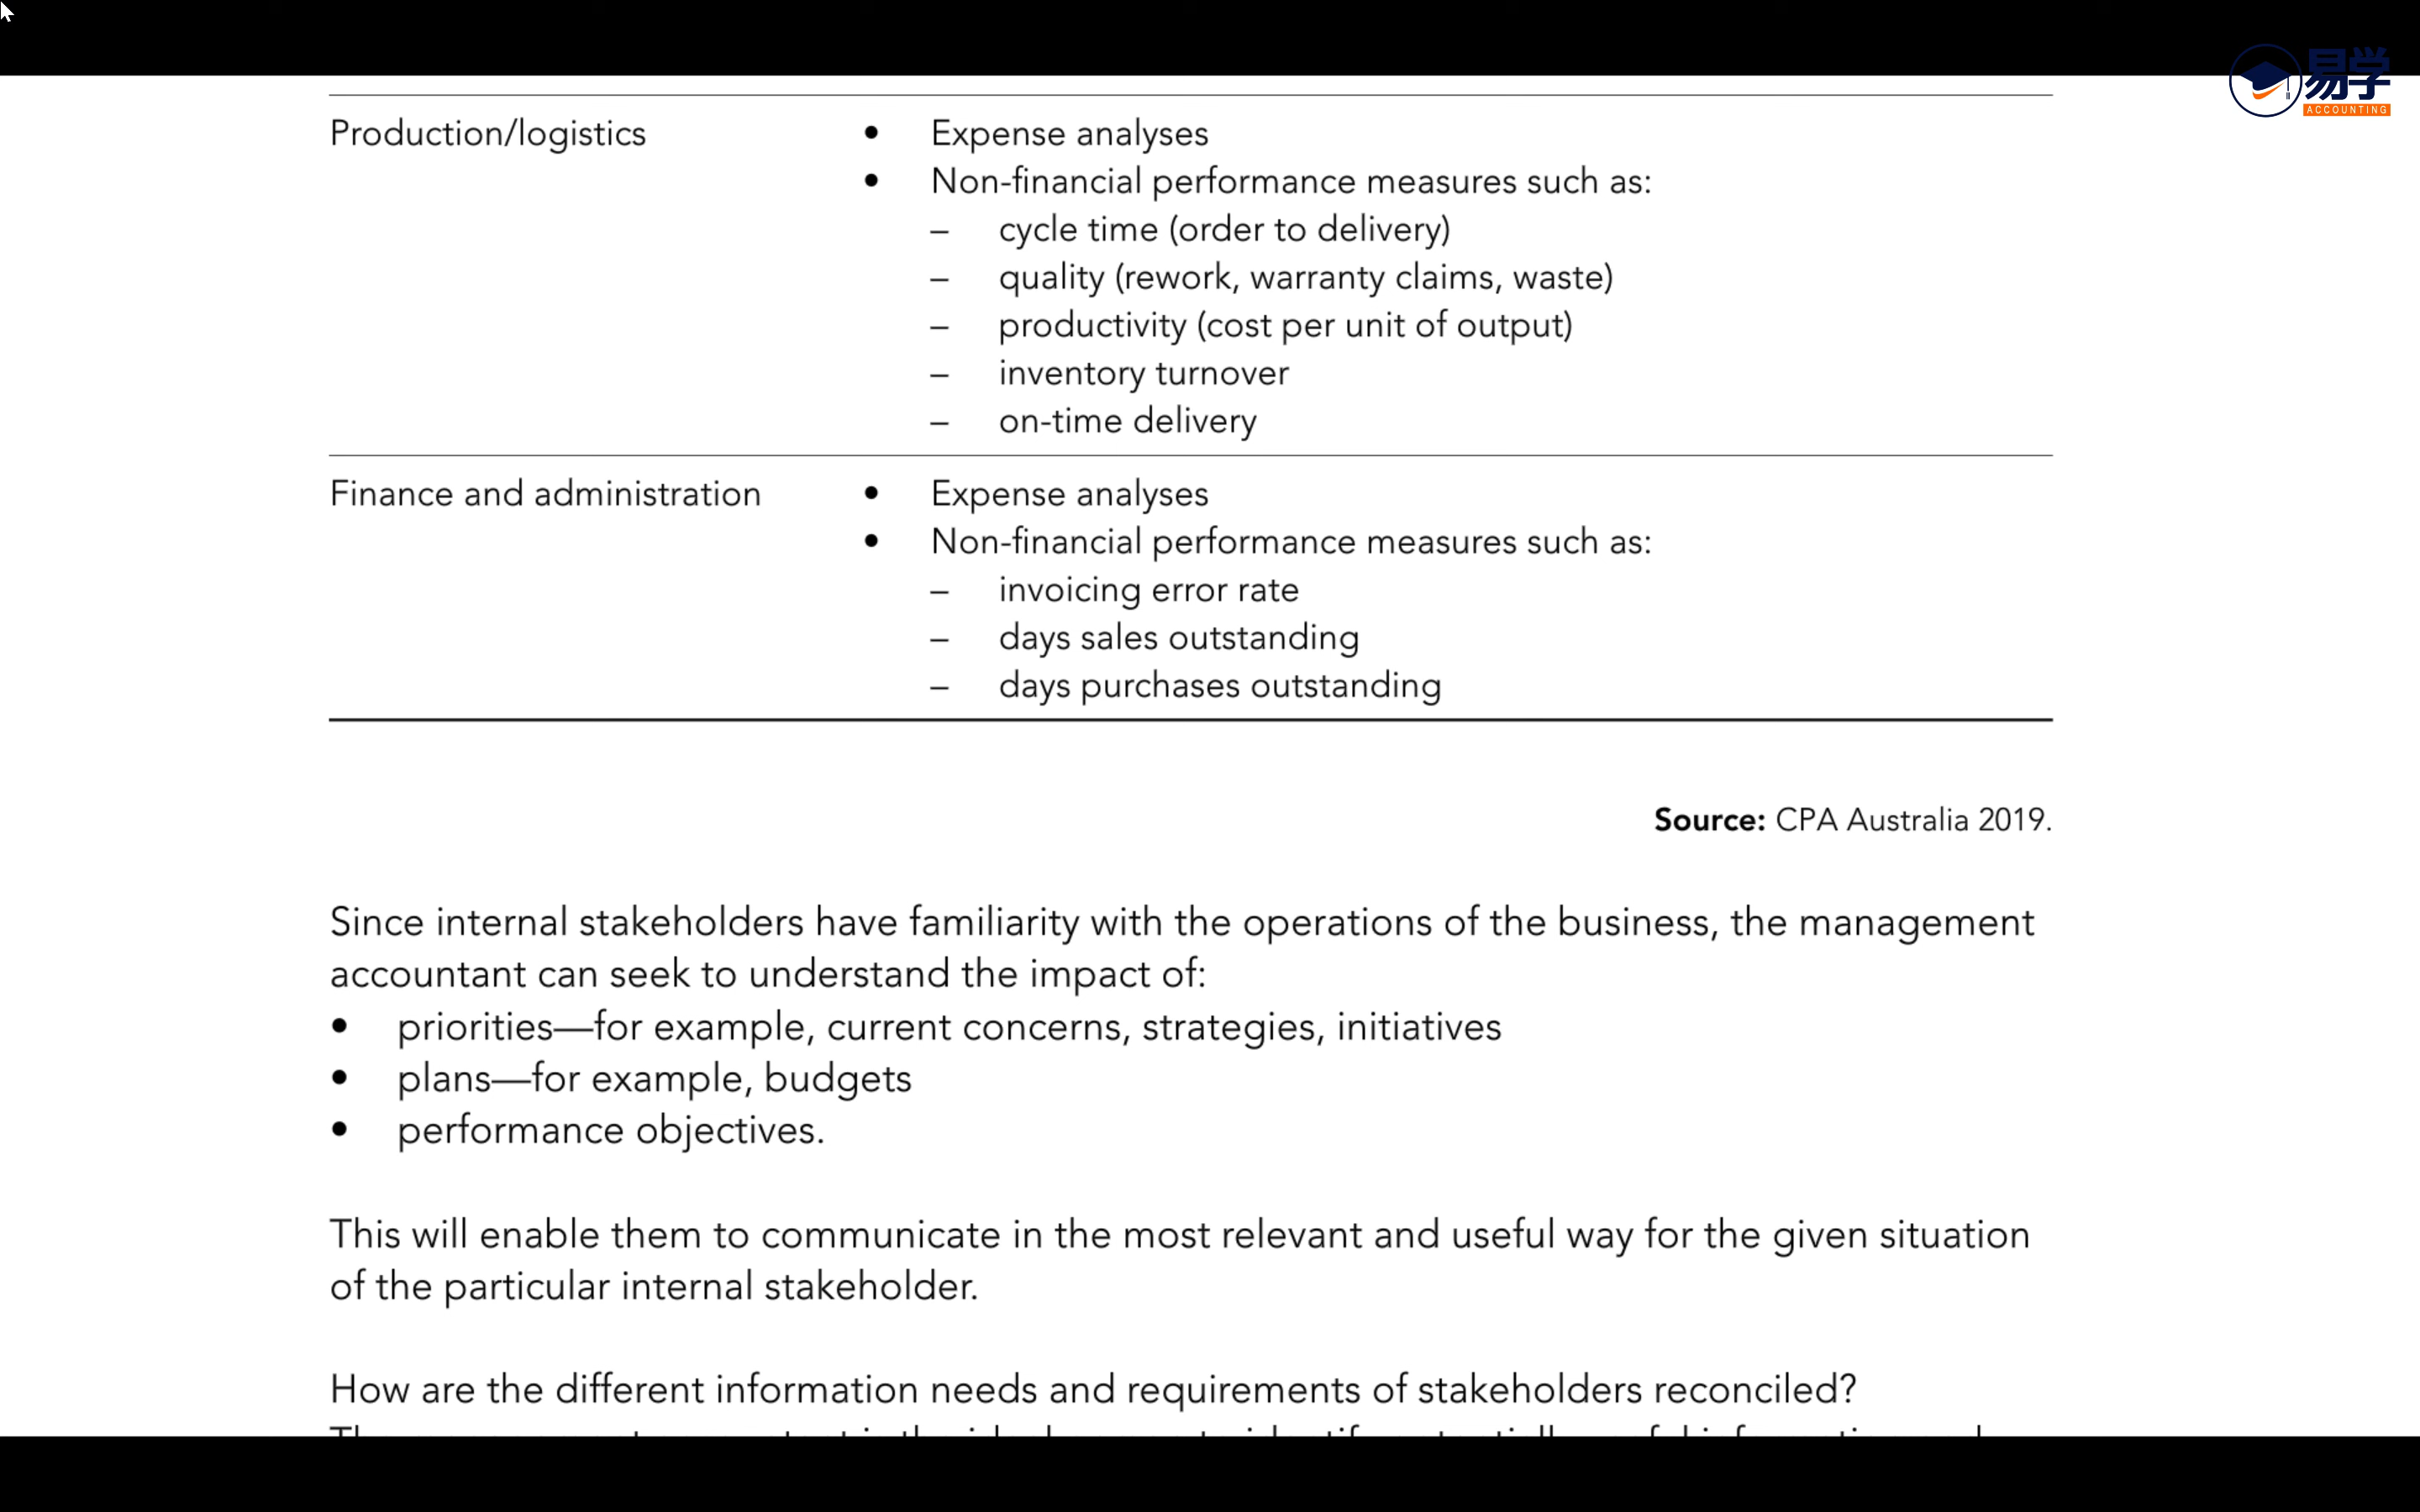 易学
ACCOUNTING
Production/logistics
• Expense analyses
• Non-financial performance measures such as:
– cycle time (order to delivery)
– quality (rework, warranty claims, waste)
– productivity (cost per unit of output)
– inventory turnover
– on-time delivery
Finance and administration
• Expense analyses
• Non-financial performance measures such as:
– invoicing error rate
– days sales outstanding
– days purchases outstanding
Source: CPA Australia 2019.
Since internal stakeholders have familiarity with the operations of the business, the management
accountant can seek to understand the impact of:
• priorities—for example, current concerns, strategies, initiatives
• plans—for example, budgets
• performance objectives.
This will enable them to communicate in the most relevant and useful way for the given situation
of the particular internal stakeholder.
How are the different information needs and requirements of stakeholders reconciled?